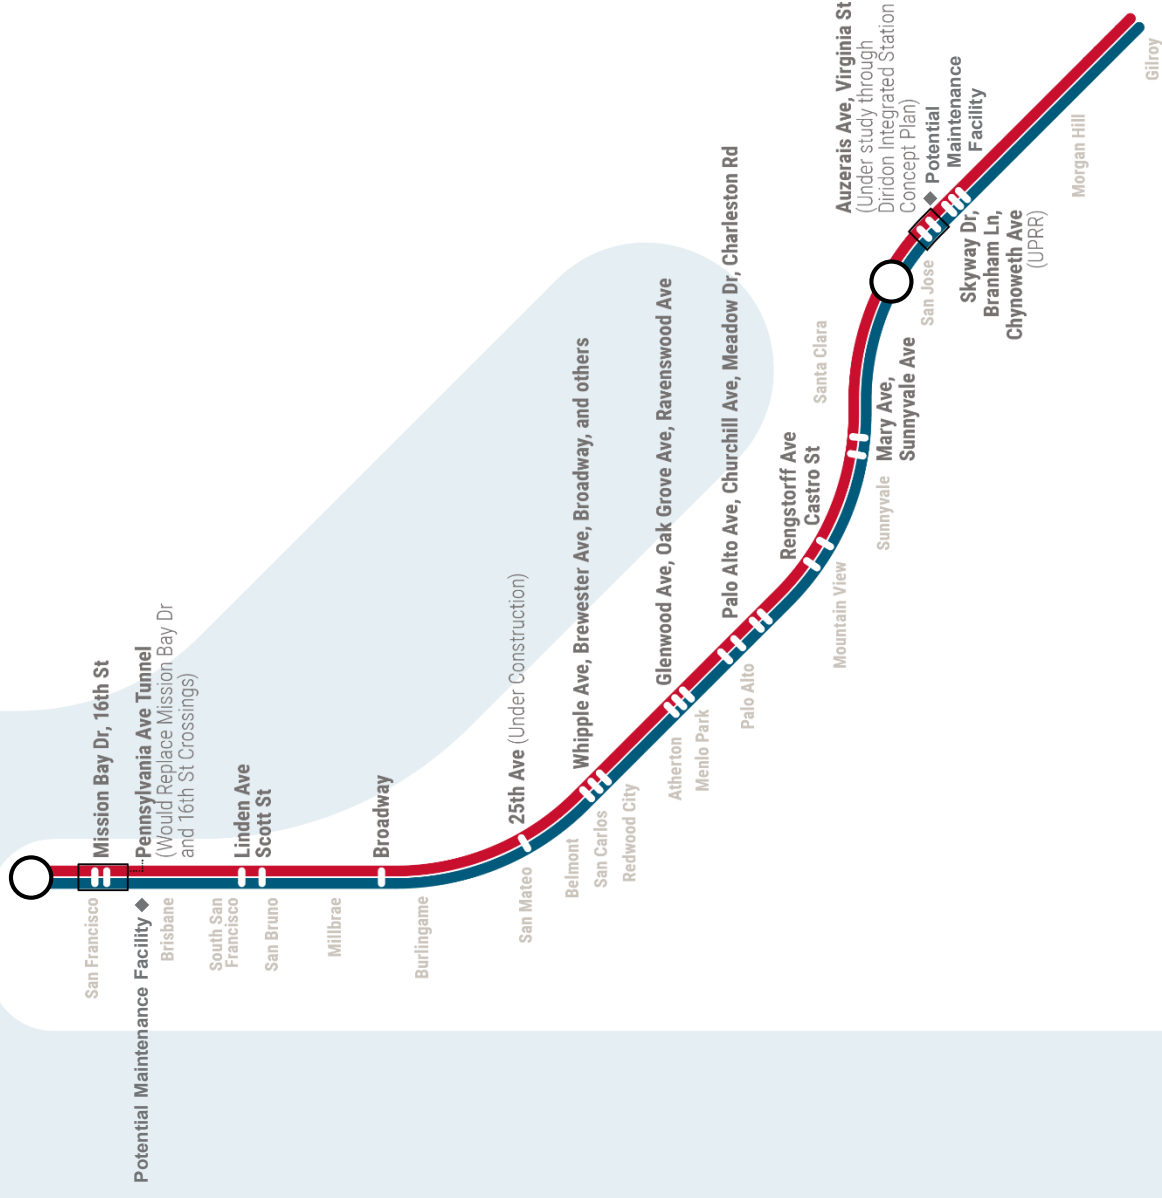 Mission Bay Dr, 16th St
Pennsylvania Ave Tunnel
(Would Replace Mission Bay Dr
and 16th St Crossings)
San Francisco
Potential Maintenance Facility
Brisbane
Linden Ave
Scott St
South San
Francisco
San Bruno
Millbrae
Broadway
Burlingame
25th Ave (Under Construction)
San Mateo
Belmont
Whipple Ave, Brewester Ave, Broadway, and others
San Carlos
Redwood City
Glenwood Ave, Oak Grove Ave, Ravenswood Ave
Atherton
Menlo Park
Palo Alto Ave, Churchill Ave, Meadow Dr, Charleston Rd
Palo Alto
Rengstorff Ave
Castro St
Mountain View
Sunnyvale
Mary Ave,
Sunnyvale Ave
Santa Clara
San Jose
Auzerais Ave, Virginia St
(Under study through
Diridon Integrated Station
Concept Plan)
Potential
Maintenance
Facility
Skyway Dr,
Branham Ln,
Chynoweth Ave
(UPRR)
Morgan Hill
Gilroy